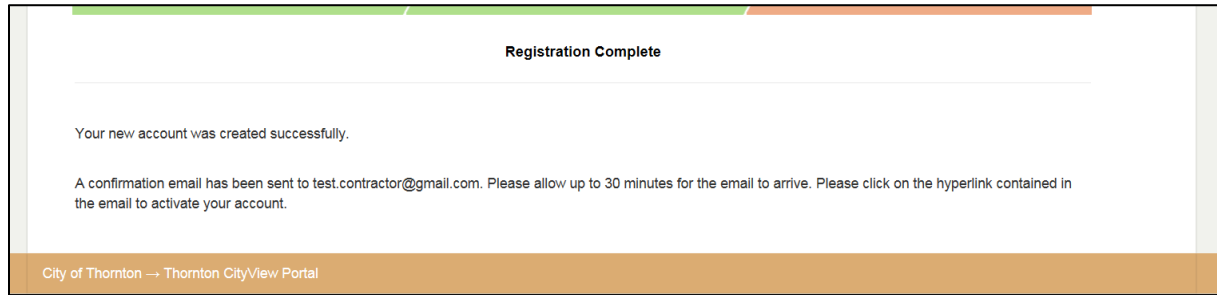 Registration Complete
Your new account was created successfully.
A confirmation email has been sent to test.contractor@gmail.com. Please allow up to 30 minutes for the email to arrive. Please click on the hyperlink contained in
the email to activate your account.
City of Thornton → Thornton CityView Portal